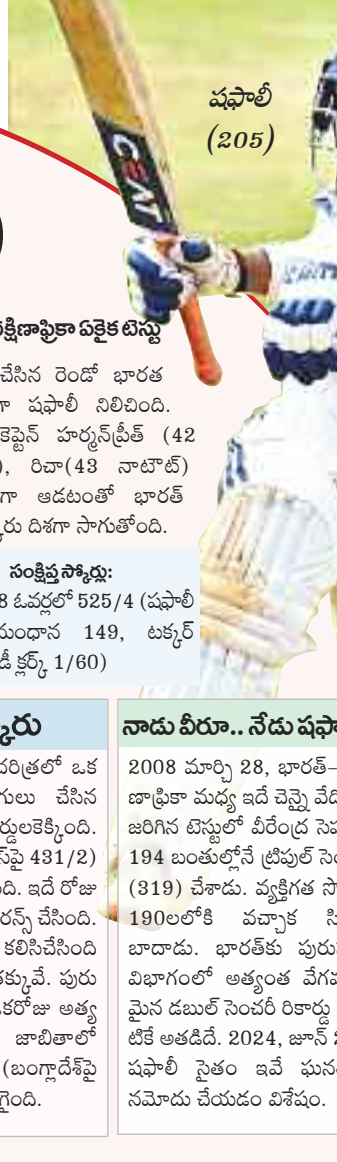 షఫాలీ
(205)
CENT
దక్షిణాఫ్రికా ఏకైక టెస్టు
చేసిన రెండో భారత
గా షఫాలీ నిలిచింది.
కెప్టెన్ హర్మన్‌ప్రీత్ (42
), రిచా(43 నాటౌట్)
గా ఆడటంతో భారత్
రు దిశగా సాగుతోంది.
సంక్షిప్త స్కోర్లు:
8 ఓవర్లలో 525/4 (షఫాలీ
మంధాన 149, టక్కర్
డీ క్లర్క్ 1/60)
చరిత్రలో ఒక
గులు చేసిన
ర్డులకెక్కింది.
స్‌పై 431/2)
ది. ఇదే రోజు
రన్స్ చేసింది.
కలిసిచేసింది
క్కువే. పురు
కరోజు అత్య
జాబితాలో
(బంగ్లాదేశ్‌పై
గ్గైంది.
నాడు వీరూ.. నేడు షఫా
2008 మార్చి 28, భారత్–
ణాఫ్రికా మధ్య ఇదే చెన్నై వేది
జరిగిన టెస్టులో వీరేంద్ర సెహ
194 బంతుల్లోనే ట్రిపుల్ సెం
(319) చేశాడు. వ్యక్తిగత స్కో
190లలోకి వచ్చాక సి
బాదాడు. భారత్‌కు పురు
విభాగంలో అత్యంత వేగవ
మైన డబుల్ సెంచరీ రికార్డు
టికే అతడిదే. 2024, జూన్ 2
షఫాలీ సైతం ఇవే ఘన
నమోదు చేయడం విశేషం.